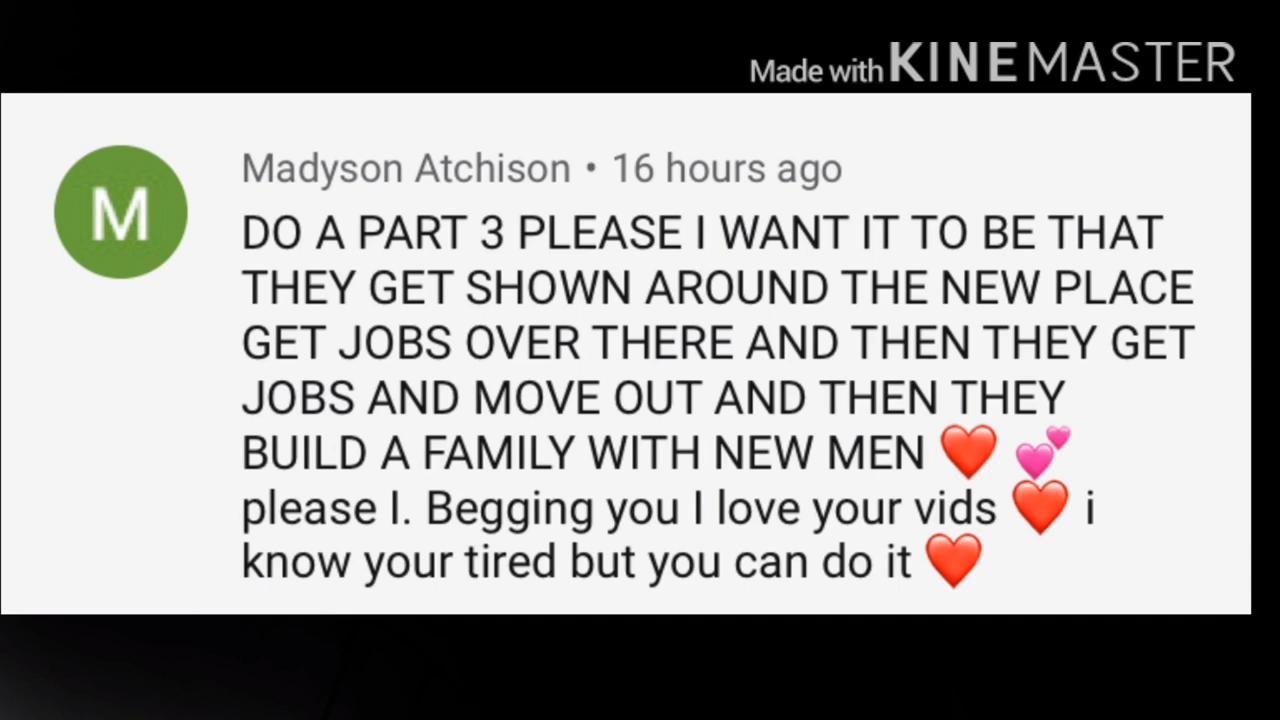 Made with KINEMASTER
M
Madyson Atchison • 16 hours ago
DO A PART 3 PLEASE I WANT IT TO BE THAT
THEY GET SHOWN AROUND THE NEW PLACE
GET JOBS OVER THERE AND THEN THEY GET
JOBS AND MOVE OUT AND THEN THEY
BUILD A FAMILY WITH NEW MEN ❤️ 💕
please I. Begging you I love your vids ❤️ i
know your tired but you can do it ❤️